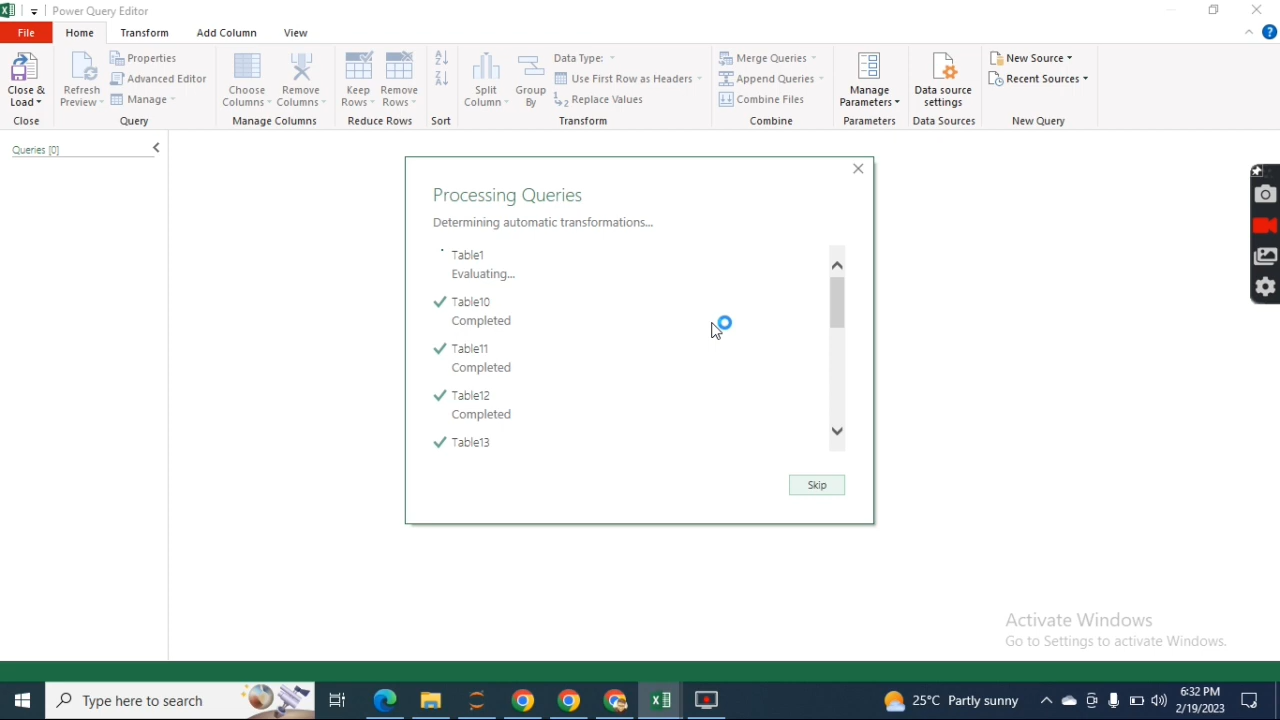 Power Query Editor
File Home Transform Add Column View
Close & Load
Refresh Preview
Properties
Advanced Editor
Manage
Choose Columns
Remove Columns
Keep Rows
Remove Rows
Split Column
Group By
Data Type:
Use First Row as Headers
Replace Values
Merge Queries
Append Queries
Combine Files
Manage Parameters
Data source settings
New Source
Recent Sources
Close Query Manage Columns Reduce Rows Sort Transform Combine Parameters Data Sources New Query
Queries [0]
Processing Queries
Determining automatic transformations...
Table1
Evaluating...
Table10
Completed
Table11
Completed
Table12
Completed
Table13
Skip
Activate Windows
Go to Settings to activate Windows.
Type here to search
25°C Partly sunny
6:32 PM
2/19/2023